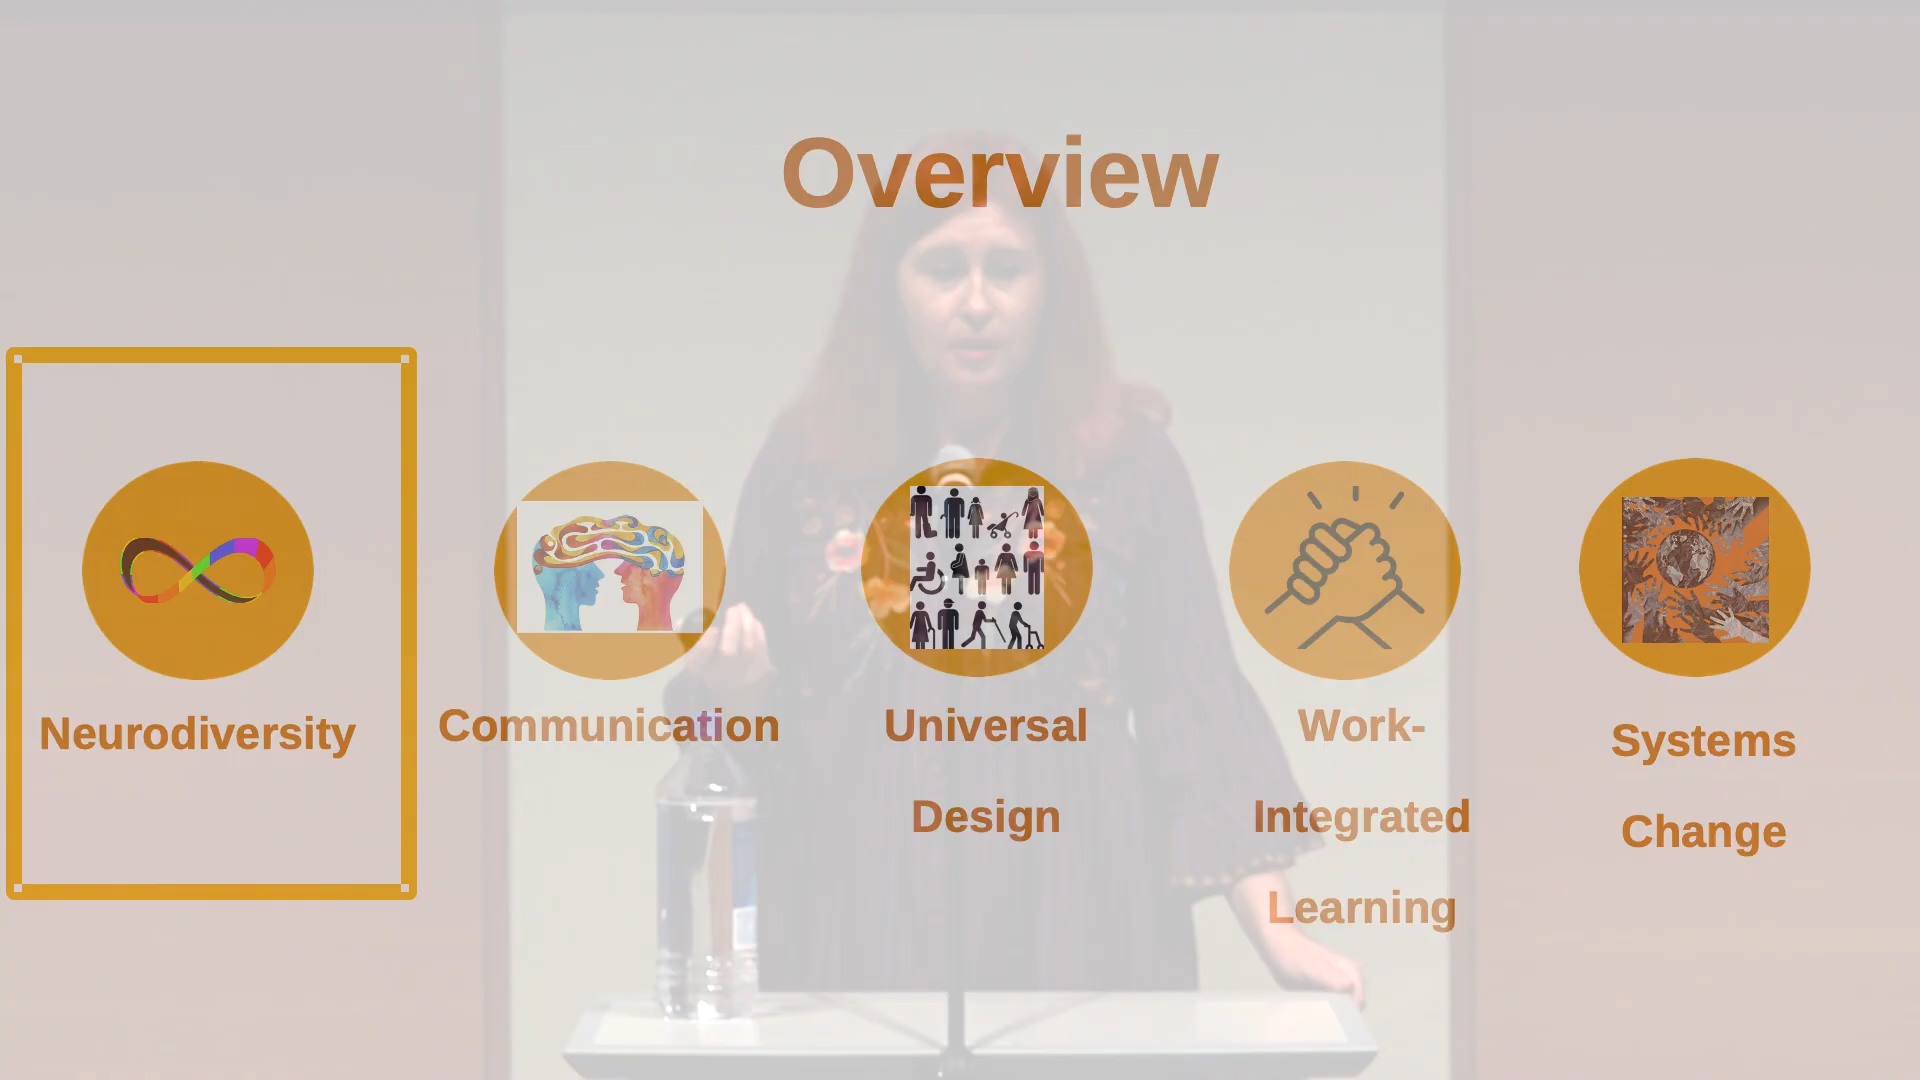 Overview
Neurodiversity
Communication
Universal
Design
Work-
Integrated
Learning
Systems
Change